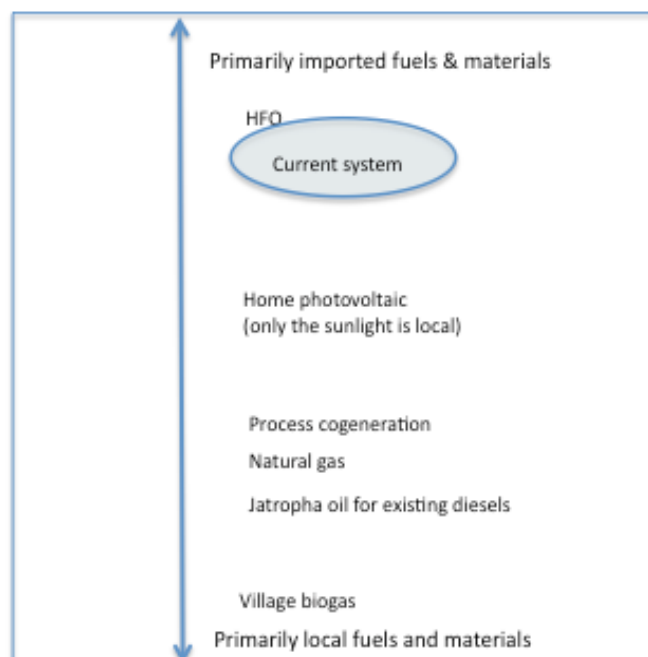 Primarily imported fuels & materials
HFO
Current system
Home photovoltaic
(only the sunlight is local)
Process cogeneration
Natural gas
Jatropha oil for existing diesels
Village biogas
Primarily local fuels and materials